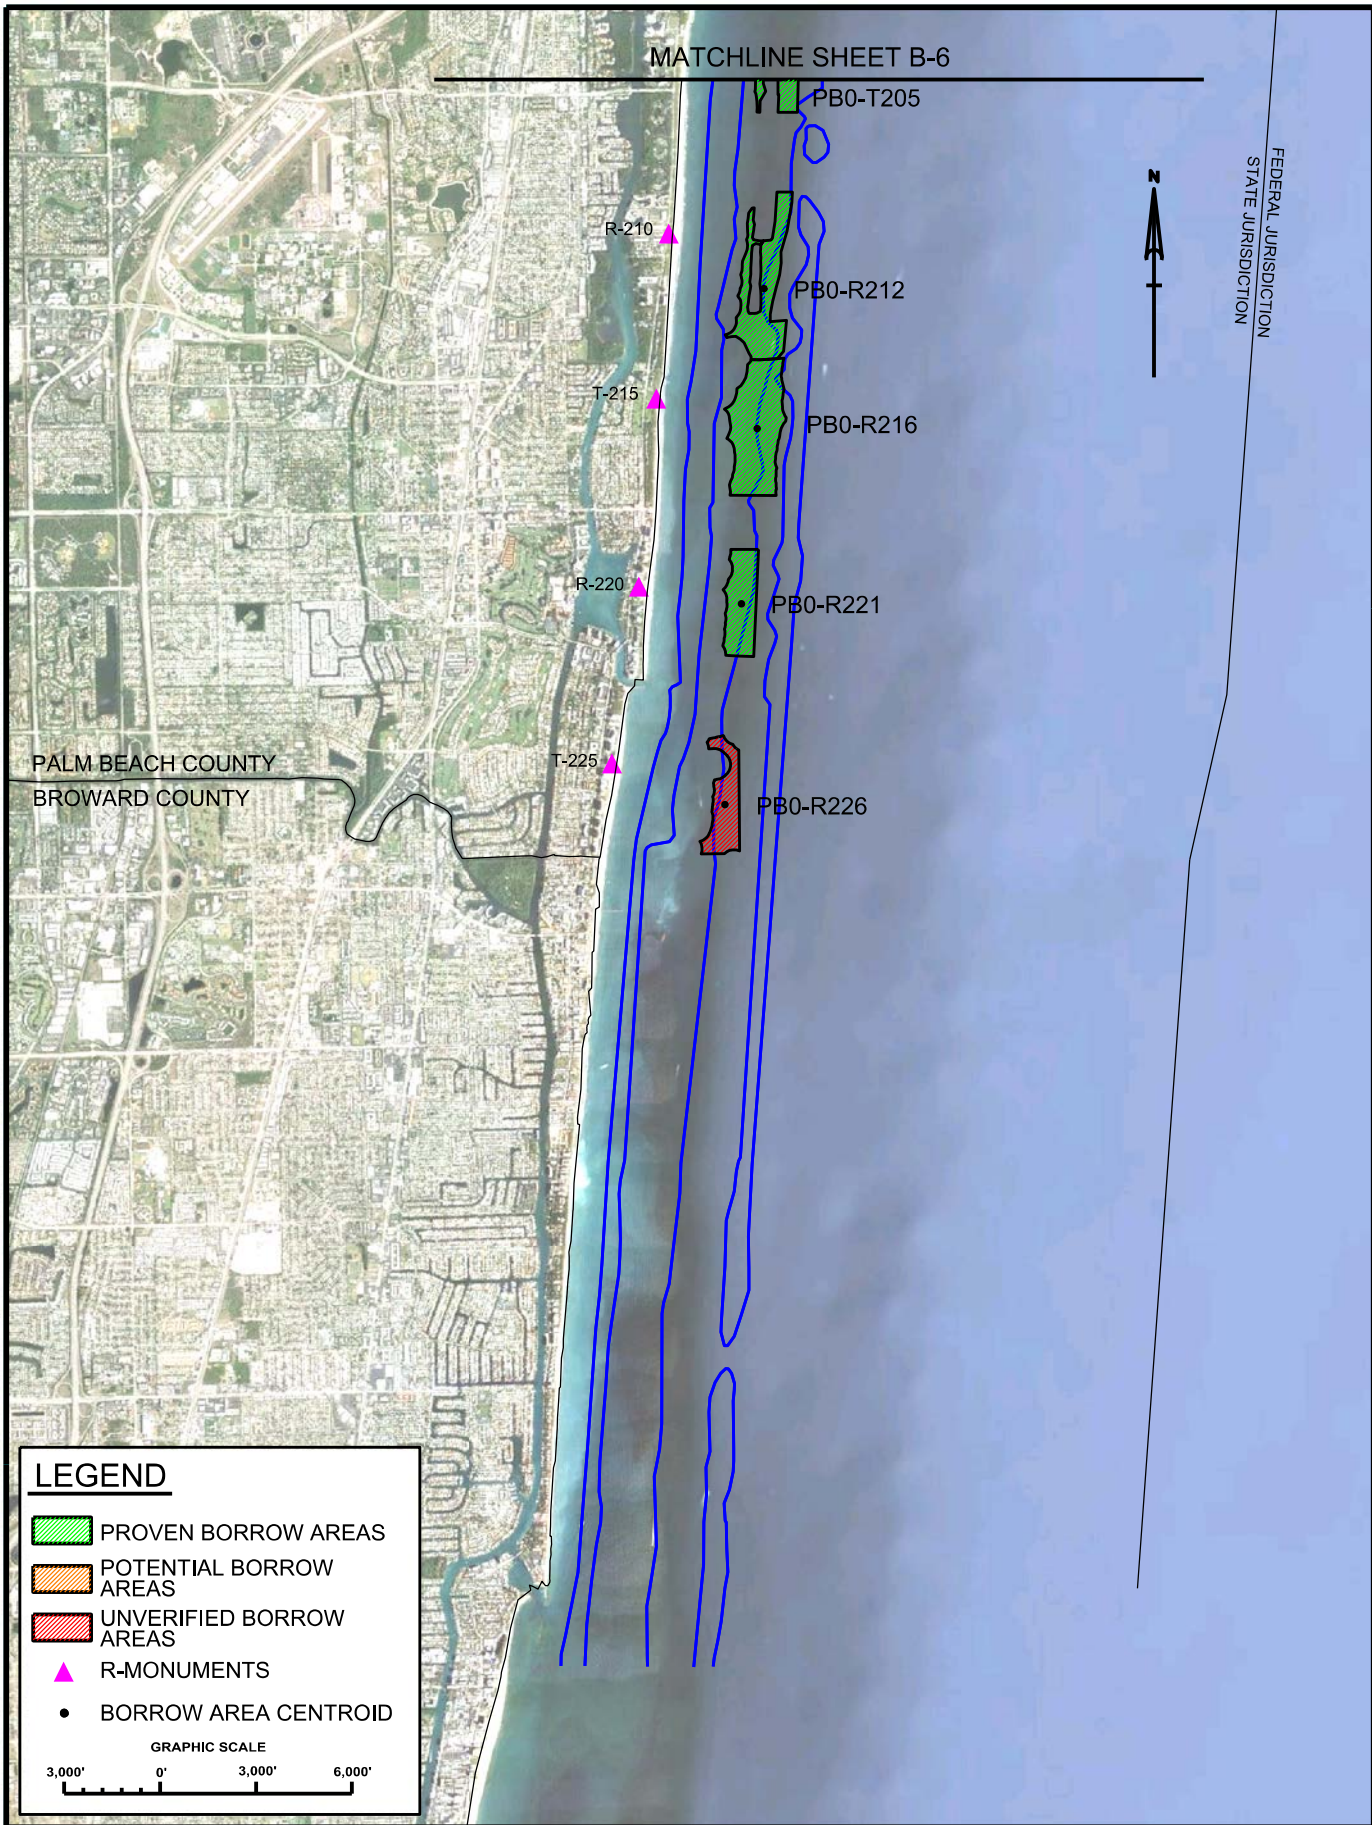 MATCHLINE SHEET B-6
PB0-T205
FEDERAL JURISDICTION
STATE JURISDICTION
N
R-210
PB0-R212
T-215
PB0-R216
R-220
PB0-R221
PALM BEACH COUNTY
T-225
BROWARD COUNTY
PB0-R226
LEGEND
PROVEN BORROW AREAS
POTENTIAL BORROW
AREAS
UNVERIFIED BORROW
AREAS
R-MONUMENTS
BORROW AREA CENTROID
GRAPHIC SCALE
3,000' 0' 3,000' 6,000'